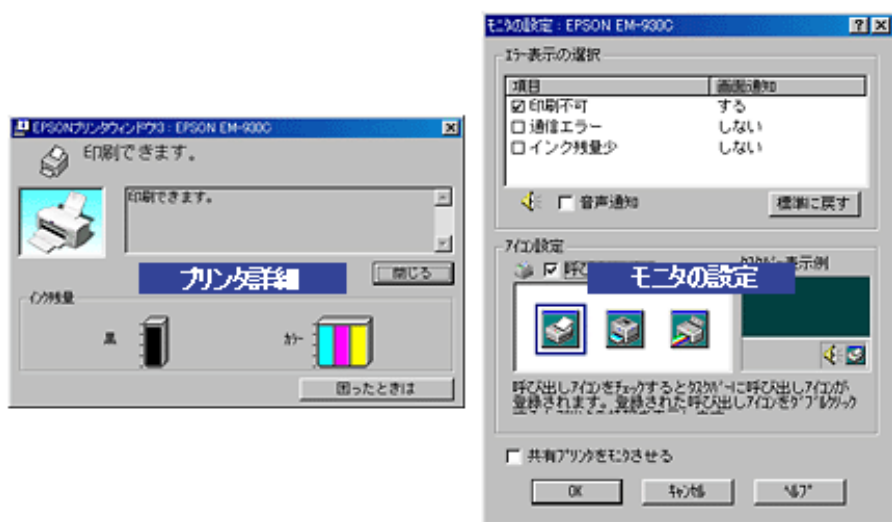 EPSONプリンタウィンドウ3 : EPSON EM-930C
印刷できます。
印刷できます。
プリンタ詳細
閉じる
インク残量
黒
カラー
困ったときは
モニタの設定 : EPSON EM-930C
エラー表示の選択
項目 画面通知
印刷不可 する
通信エラー しない
インク残量少 しない
音声通知
標準に戻す
アイコン設定
モニタの設定
呼び出しアイコンをチェックするとタスクバーに呼び出しアイコンが
登録されます。登録された呼び出しアイコンをダブルクリック
共有プリンタをモニタさせる
OK キャンセル ヘルプ